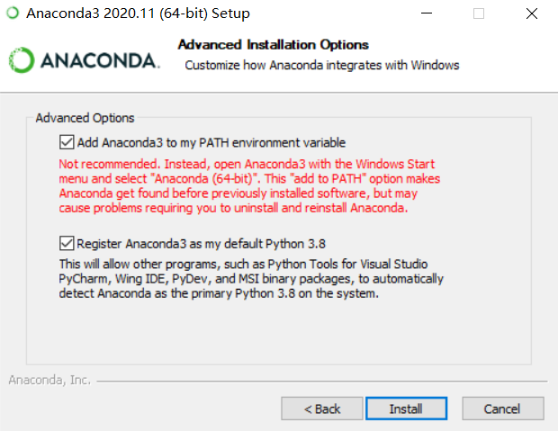 Anaconda3 2020.11 (64-bit) Setup
Advanced Installation Options
ANACONDA.
Customize how Anaconda integrates with Windows
Advanced Options
Add Anaconda3 to my PATH environment variable
Not recommended. Instead, open Anaconda3 with the Windows Start
menu and select "Anaconda (64-bit)". This "add to PATH" option makes
Anaconda get found before previously installed software, but may
cause problems requiring you to uninstall and reinstall Anaconda.
Register Anaconda3 as my default Python 3.8
This will allow other programs, such as Python Tools for Visual Studio
PyCharm, Wing IDE, PyDev, and MSI binary packages, to automatically
detect Anaconda as the primary Python 3.8 on the system.
Anaconda, Inc.
< Back Install Cancel